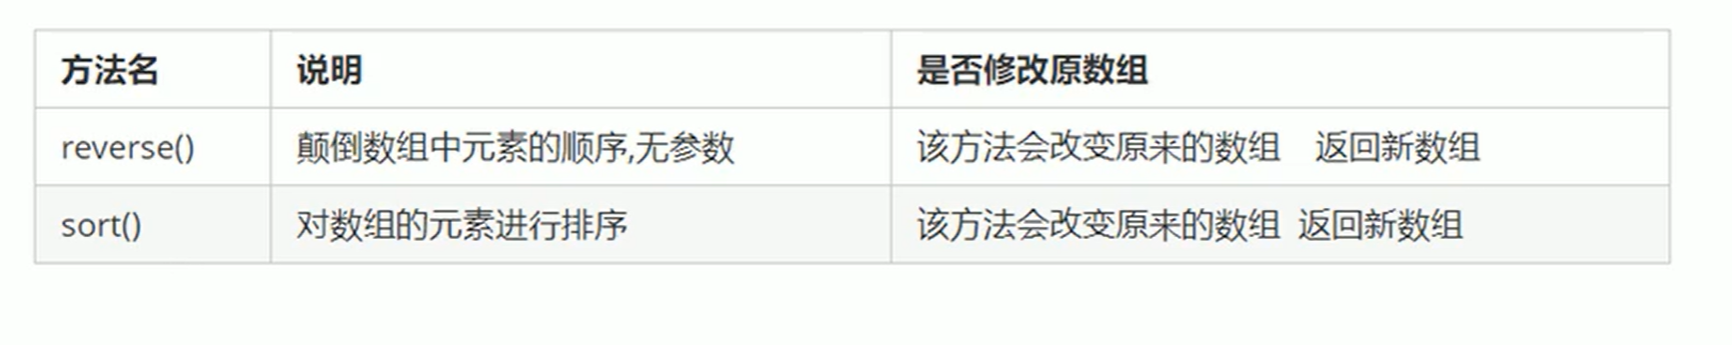 方法名 说明 是否修改原数组
reverse() 颠倒数组中元素的顺序,无参数 该方法会改变原来的数组 返回新数组
sort() 对数组的元素进行排序 该方法会改变原来的数组 返回新数组